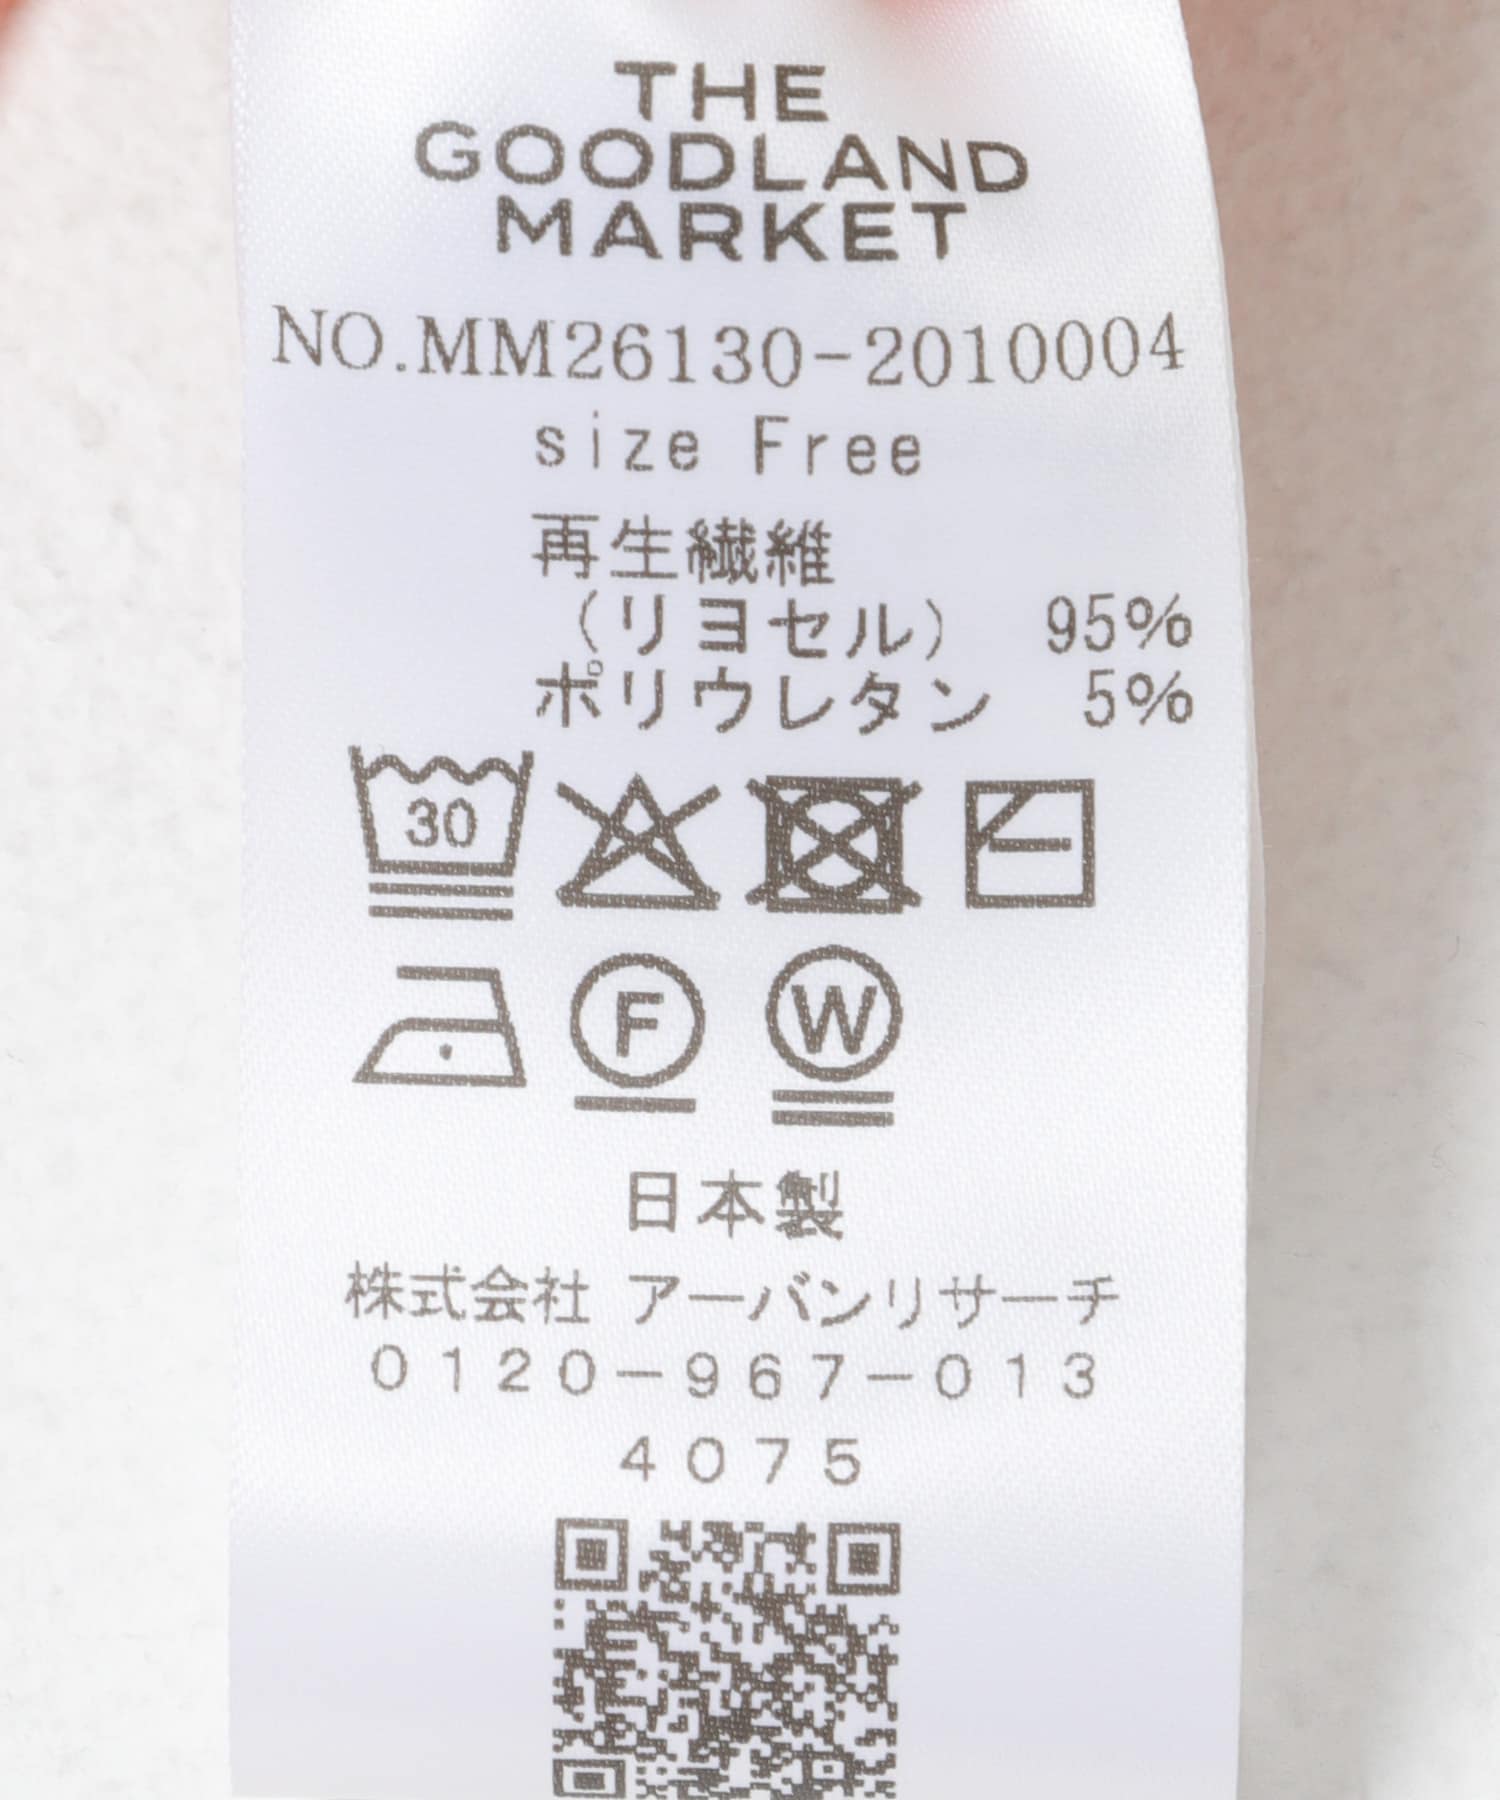 THE
GOODLAND
MARKET
NO.MM26130-2010004
size Free
再生繊維
(リヨセル) 95%
ポリウレタン 5%
30
F W
日本製
株式会社 アーバンリサーチ
0120-967-013
4075